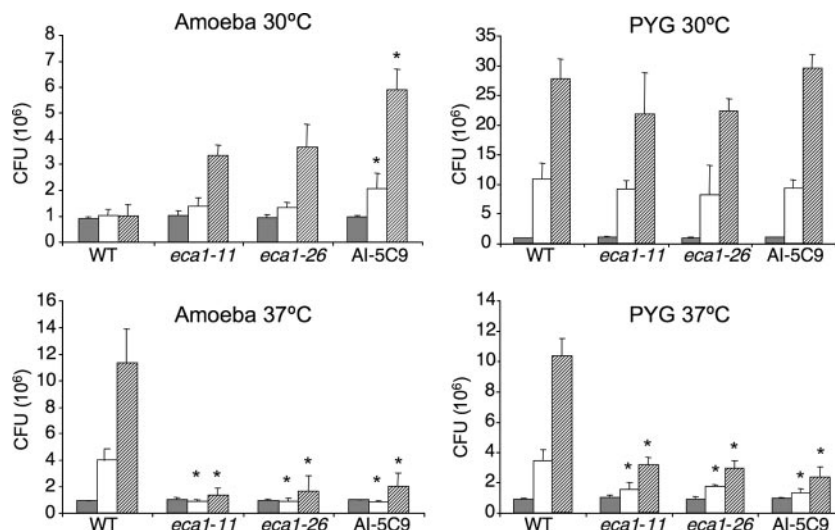 Amoeba 30ºC
CFU (10⁶)
8
7
6
5
4
3
2
1
0
*
*
WT
eca1-11
eca1-26
AI-5C9
PYG 30ºC
CFU (10⁶)
35
30
25
20
15
10
5
0
WT
eca1-11
eca1-26
AI-5C9
Amoeba 37ºC
CFU (10⁶)
16
14
12
10
8
6
4
2
0
* *
* *
* *
WT
eca1-11
eca1-26
AI-5C9
PYG 37ºC
CFU (10⁶)
14
12
10
8
6
4
2
0
* *
* *
* *
WT
eca1-11
eca1-26
AI-5C9